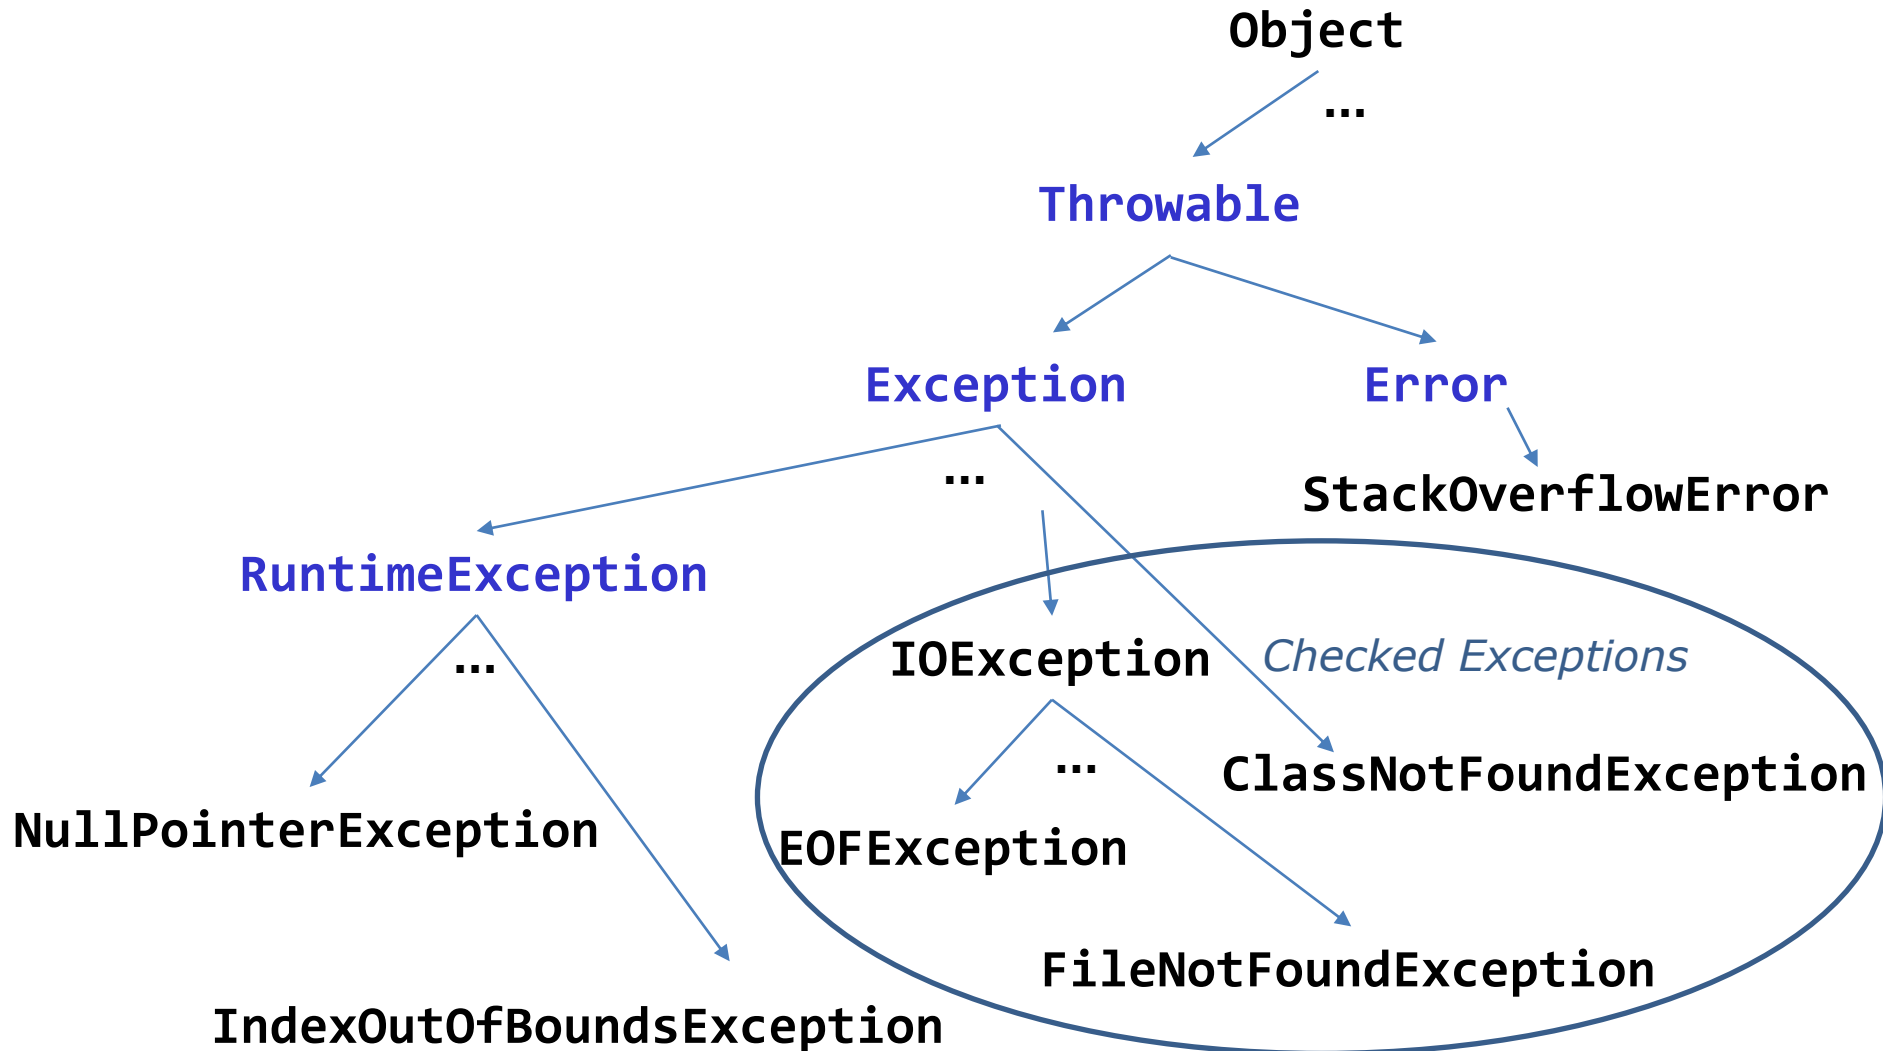 Object
...
Throwable
Exception
Error
...
StackOverflowError
RuntimeException
...
IOException
Checked Exceptions
...
ClassNotFoundException
NullPointerException
EOFException
FileNotFoundException
IndexOutOfBoundsException